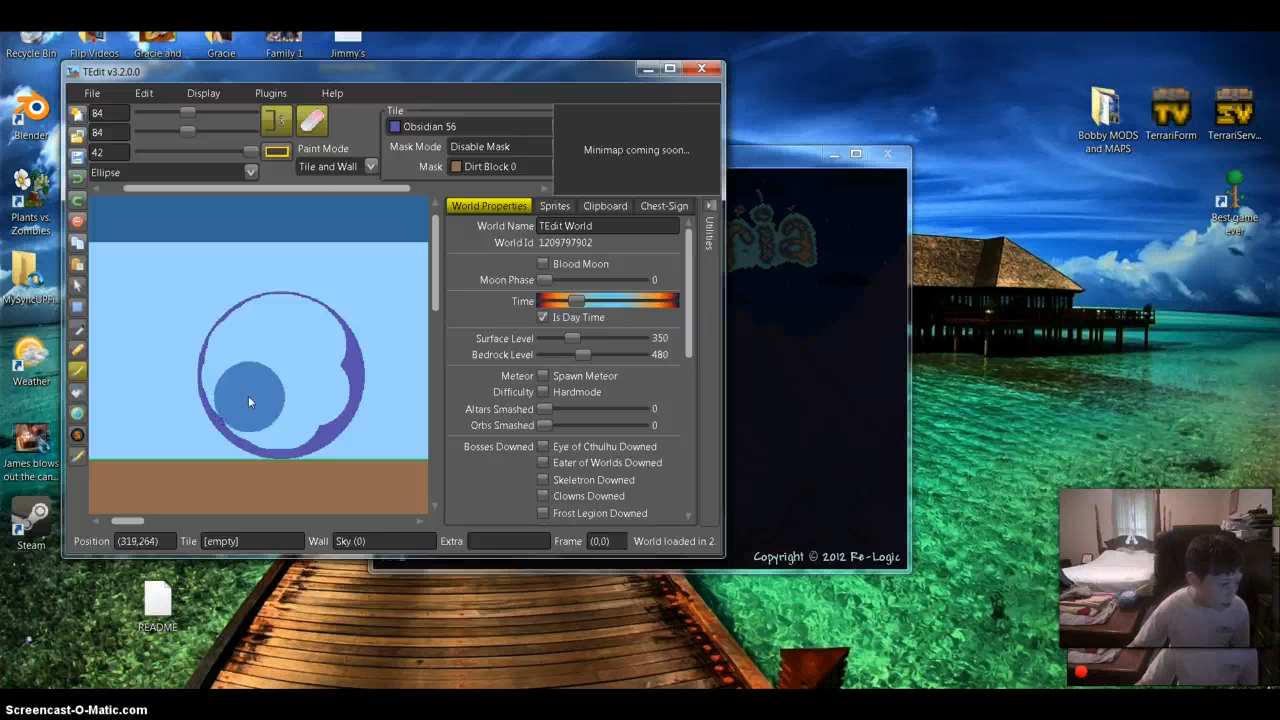 Recycle Bin
Flip Videos
Gracie and
Gracie
Family 1
Jimmy's
TEdit v3.2.0.0
File Edit Display Plugins Help
84
84
42
Paint Mode
Ellipse
Tile and Wall
Tile
Obsidian 56
Mask Mode Disable Mask
Mask Dirt Block 0
Minimap coming soon...
World Properties Sprites Clipboard Chest-Sign
Utilities
World Name TEdit World
World Id 1209797902
Blood Moon
Moon Phase 0
Time
Is Day Time
Surface Level 350
Bedrock Level 480
Meteor Spawn Meteor
Difficulty Hardmode
Altars Smashed 0
Orbs Smashed 0
Bosses Downed Eye of Cthulhu Downed
Eater of Worlds Downed
Skeletron Downed
Clowns Downed
Frost Legion Downed
Position (319,264) Tile [empty] Wall Sky (0) Extra Frame (0,0) World loaded in 2.
Blender
Plants vs.
Zombies
MySyncUPFi
Weather
James blows
out the can...
Steam
README
ria
Copyright © 2012 Re-Logic
TV
SV
Bobby MODS
and MAPS
TerrariForm
TerrariServ...
Best game
ever
Screencast-O-Matic.com